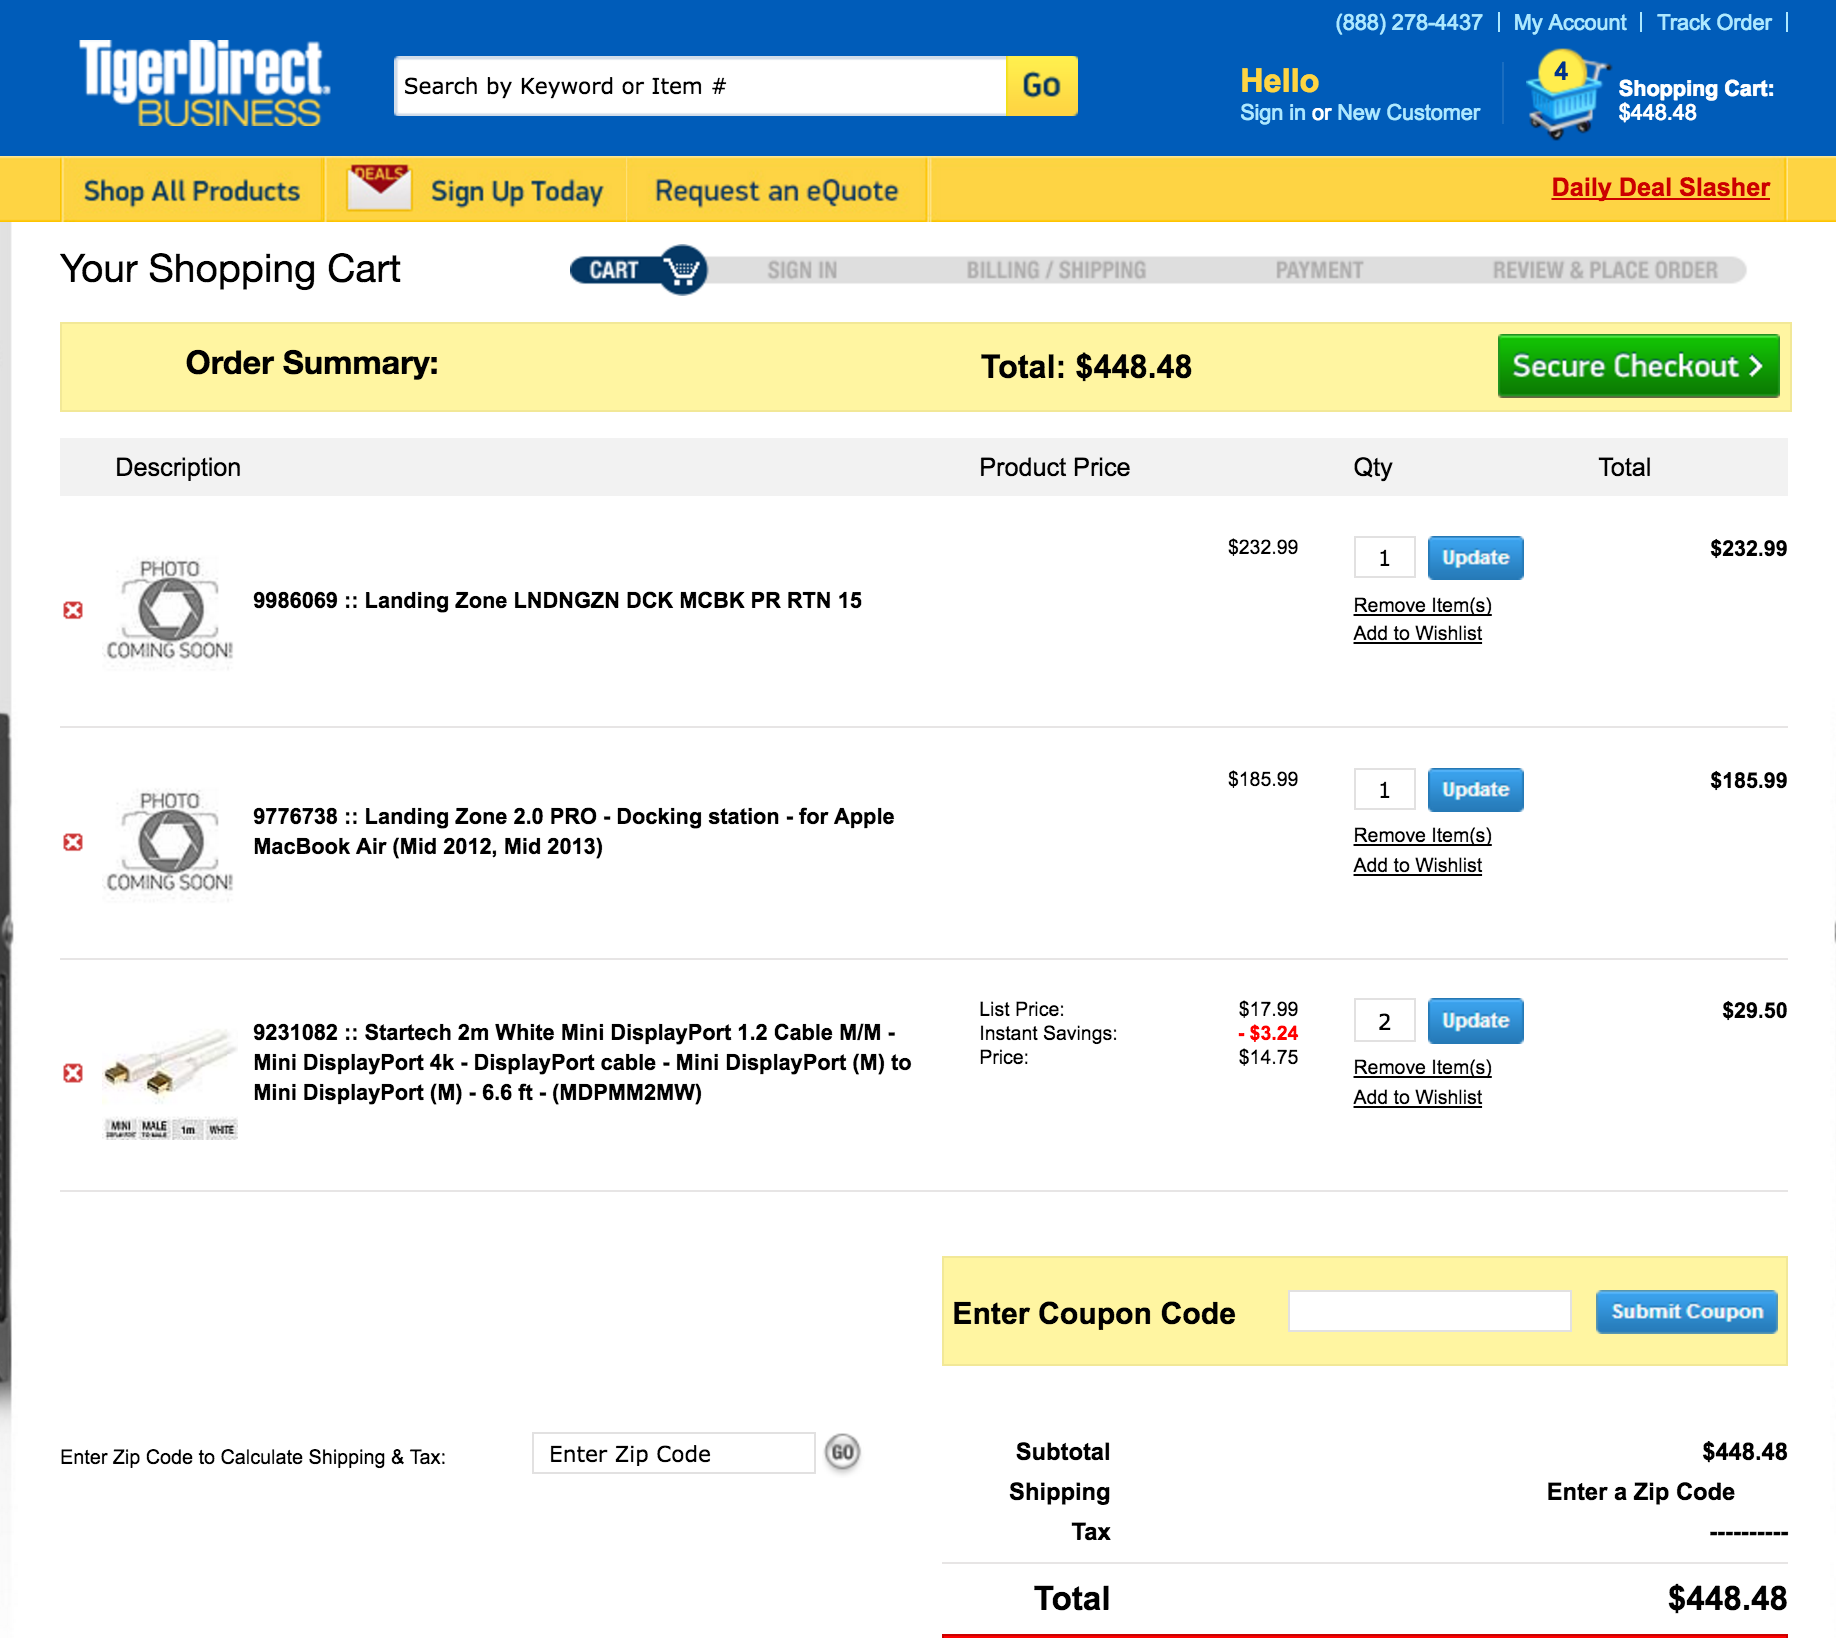 (888) 278-4437 | My Account | Track Order |
TigerDirect.
BUSINESS
Search by Keyword or Item #
Go
Hello
Sign in or New Customer
4
Shopping Cart:
$448.48
Shop All Products
DEALS
Sign Up Today
Request an eQuote
Daily Deal Slasher
Your Shopping Cart
CART
SIGN IN
BILLING / SHIPPING
PAYMENT
REVIEW & PLACE ORDER
Order Summary:
Total: $448.48
Secure Checkout >
Description
Product Price
Qty
Total
PHOTO
COMING SOON!
9986069 :: Landing Zone LNDNGZN DCK MCBK PR RTN 15
$232.99
1
Update
Remove Item(s)
Add to Wishlist
$232.99
PHOTO
COMING SOON!
9776738 :: Landing Zone 2.0 PRO - Docking station - for Apple
MacBook Air (Mid 2012, Mid 2013)
$185.99
1
Update
Remove Item(s)
Add to Wishlist
$185.99
MINI
MALE
1m
WHITE
9231082 :: Startech 2m White Mini DisplayPort 1.2 Cable M/M -
Mini DisplayPort 4k - DisplayPort cable - Mini DisplayPort (M) to
Mini DisplayPort (M) - 6.6 ft - (MDPMM2MW)
List Price: $17.99
Instant Savings: - $3.24
Price: $14.75
2
Update
Remove Item(s)
Add to Wishlist
$29.50
Enter Coupon Code
Submit Coupon
Enter Zip Code to Calculate Shipping & Tax:
Enter Zip Code
GO
Subtotal $448.48
Shipping Enter a Zip Code
Tax ----------
Total $448.48